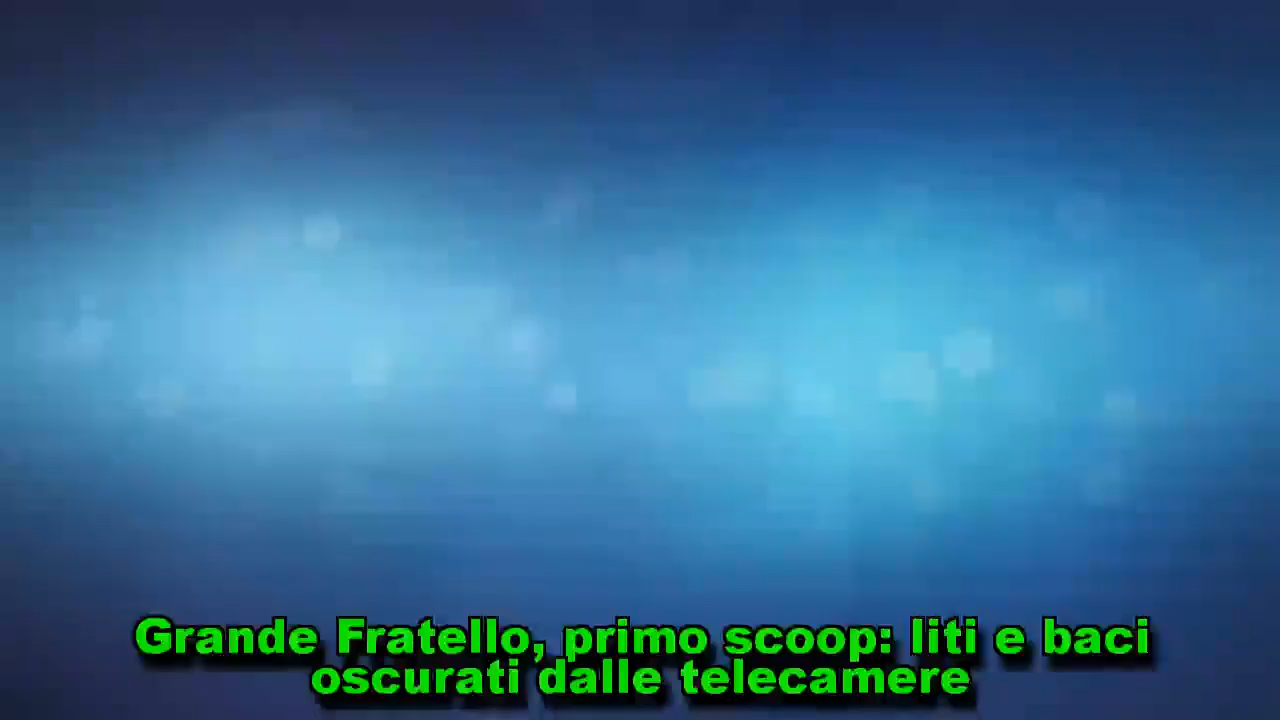 Grande Fratello, primo scoop: liti e baci
oscurati dalle telecamere